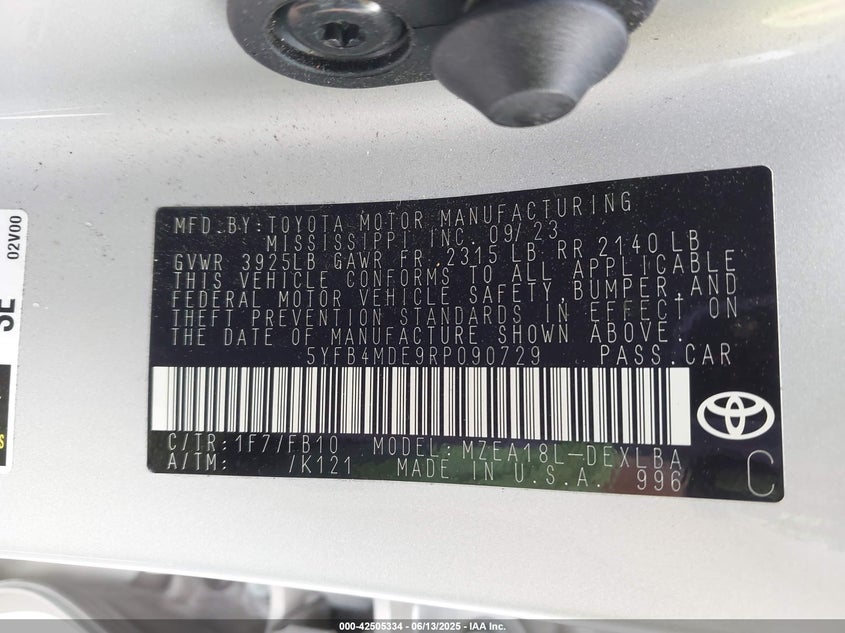 02V00
SE
MFD.BY:TOYOTA MOTOR MANUFACTURING
MISSISSIPPI INC. 09/23
GVWR 3925LB GAWR FR 2315 LB RR 2140 LB
THIS VEHICLE CONFORMS TO ALL APPLICABLE
FEDERAL MOTOR VEHICLE SAFETY,BUMPER,AND
THEFT PREVENTION STANDARDS IN EFFECT ON
THE DATE OF MANUFACTURE SHOWN ABOVE.
5YFB4MDE9RP090729 PASS.CAR
C/TR:1F7/FB10 MODEL:MZEA18L-DEXLBA
A/TM: /K121 MADE IN U.S.A. 996
C
000-42505334 - 06/13/2025 - IAA Inc.